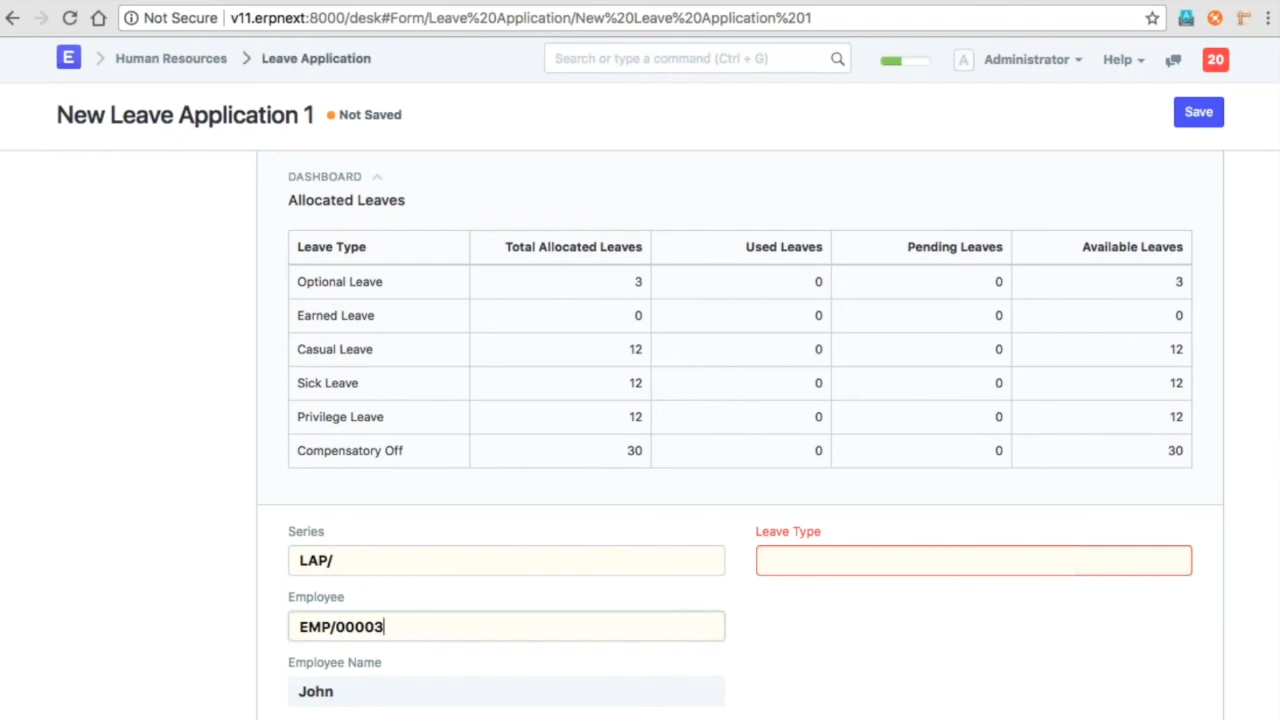 Not Secure | v11.erpnext:8000/desk#Form/Leave%20Application/New%20Leave%20Application%201
E Human Resources Leave Application Search or type a command (Ctrl + G) A Administrator Help 20
New Leave Application 1 Not Saved Save
DASHBOARD
Allocated Leaves
Leave Type Total Allocated Leaves Used Leaves Pending Leaves Available Leaves
Optional Leave 3 0 0 3
Earned Leave 0 0 0 0
Casual Leave 12 0 0 12
Sick Leave 12 0 0 12
Privilege Leave 12 0 0 12
Compensatory Off 30 0 0 30
Series Leave Type
LAP/
Employee
EMP/00003
Employee Name
John